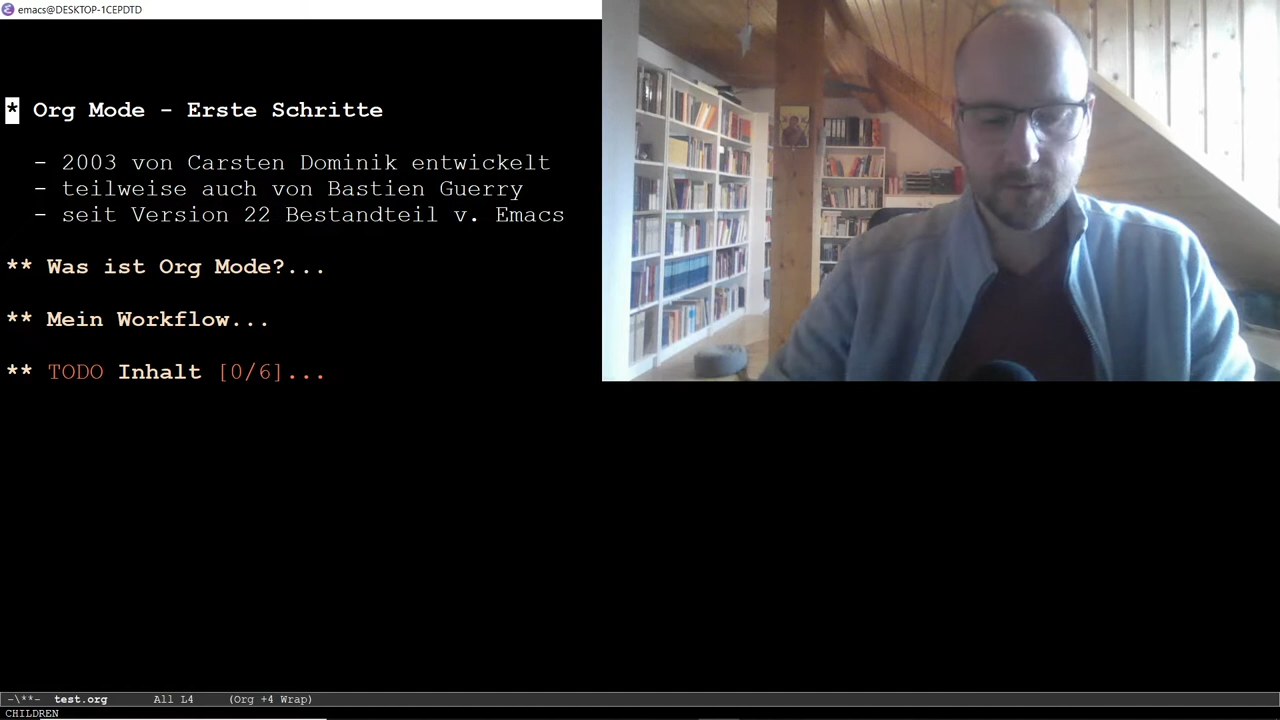 emacs@DESKTOP-1CEPDTD
* Org Mode - Erste Schritte
- 2003 von Carsten Dominik entwickelt
- teilweise auch von Bastien Guerry
- seit Version 22 Bestandteil v. Emacs
** Was ist Org Mode?...
** Mein Workflow...
** TODO Inhalt [0/6]...
-\**- test.org All L4 (Org +4 Wrap)
CHILDREN